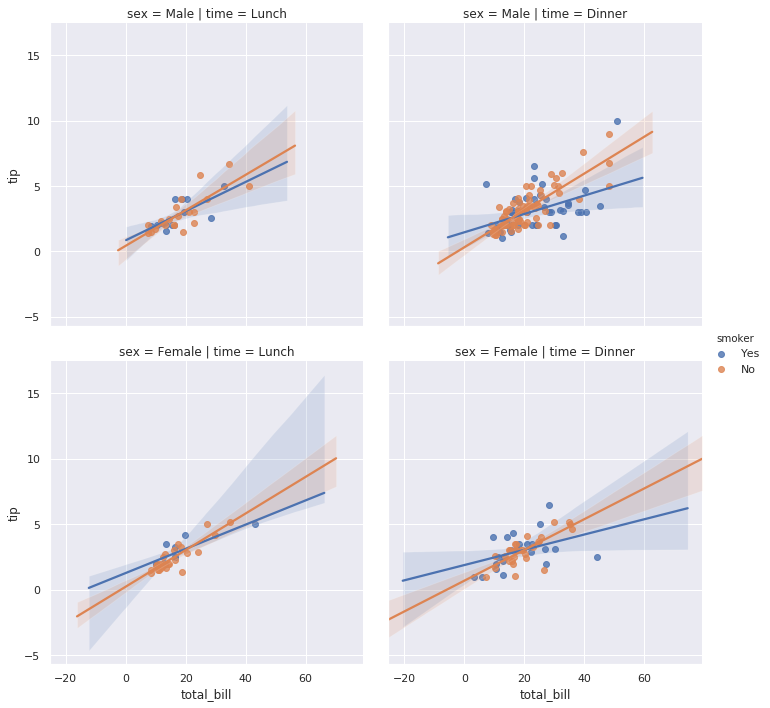 sex = Male | time = Lunch
sex = Male | time = Dinner
15
10
5
0
−5
tip
smoker
Yes
No
sex = Female | time = Lunch
sex = Female | time = Dinner
15
10
5
0
−5
tip
−20 0 20 40 60
−20 0 20 40 60
total_bill
total_bill